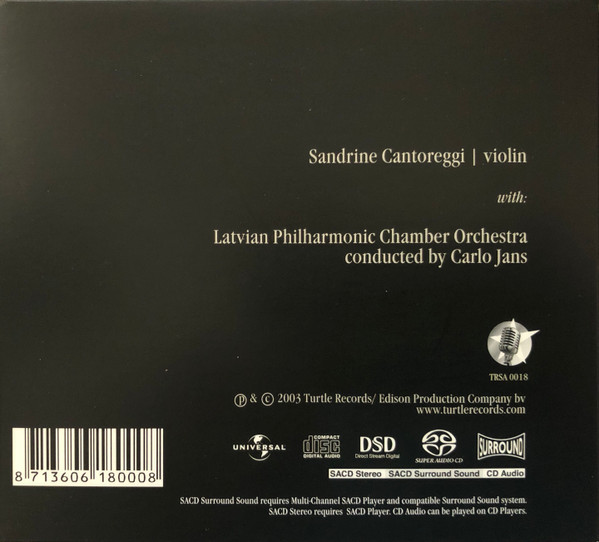 Sandrine Cantoreggi | violin
with:
Latvian Philharmonic Chamber Orchestra
conducted by Carlo Jans
TRSA 0018
℗ & © 2003 Turtle Records/ Edison Production Company bv
www.turtlerecords.com
UNIVERSAL
COMPACT
disc
DIGITAL AUDIO
DSD
Direct Stream Digital
SUPER AUDIO CD
SURROUND
SACD Stereo SACD Surround Sound CD Audio
8 713606 180008
SACD Surround Sound requires Multi-Channel SACD Player and compatible Surround Sound system.
SACD Stereo requires SACD Player. CD Audio can be played on CD Players.